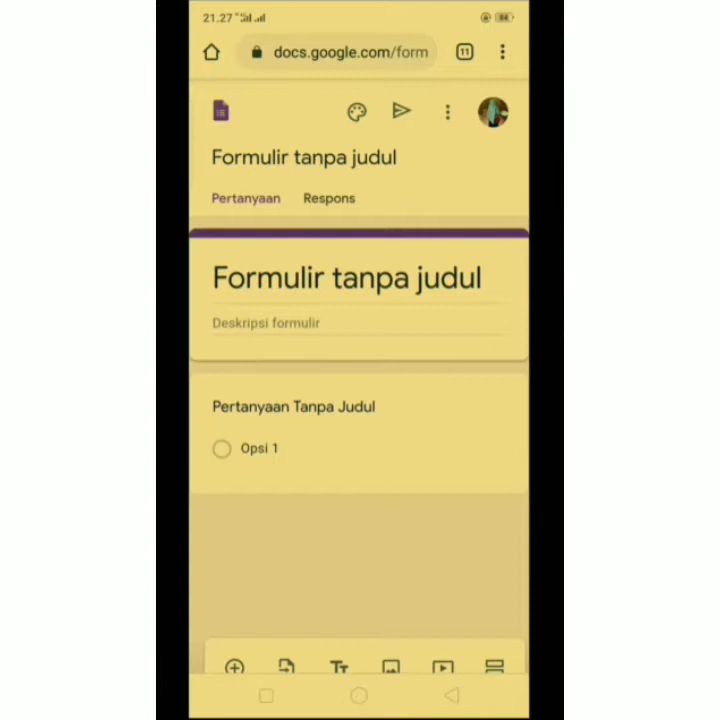 21.27
11
docs.google.com/form
Formulir tanpa judul
Pertanyaan
Respons
Formulir tanpa judul
Deskripsi formulir
Pertanyaan Tanpa Judul
Opsi 1
Tт